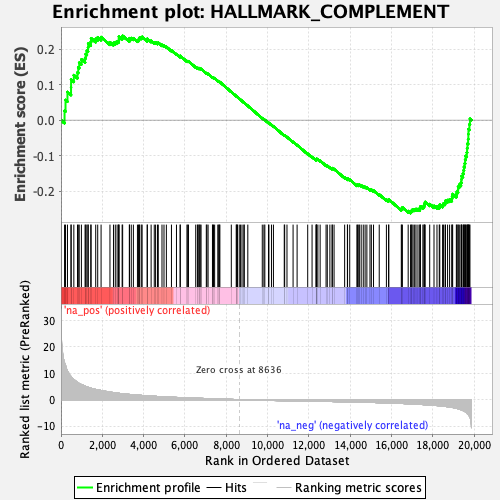 Enrichment plot: HALLMARK_COMPLEMENT
Enrichment score (ES)
0.2
0.1
0.0
-0.1
-0.2
'na_pos' (positively correlated)
Ranked list metric (PreRanked)
30
20
10
0
-10
Zero cross at 8636
'na_neg' (negatively correlated)
0
2,000
4,000
6,000
8,000
10,000
12,000
14,000
16,000
18,000
20,000
Rank in Ordered Dataset
Enrichment profile
Hits
Ranking metric scores